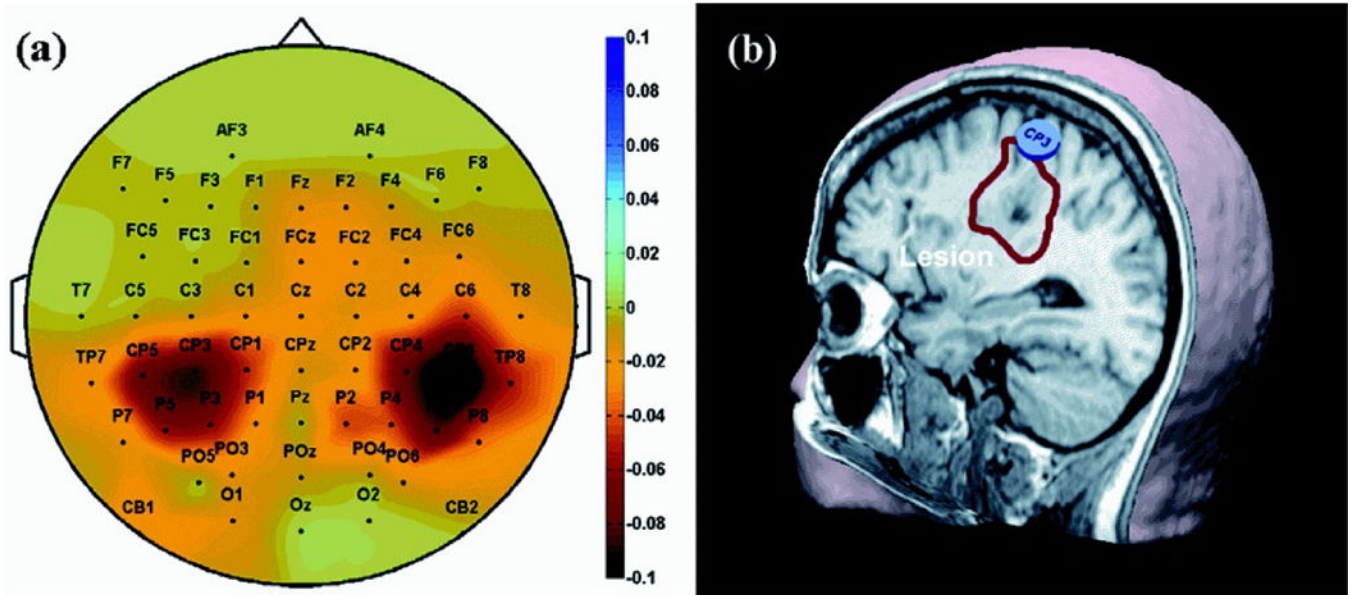 (a)
AF3 AF4
F7 F5 F3 F1 Fz F2 F4 F6 F8
FC5 FC3 FC1 FCz FC2 FC4 FC6
T7 C5 C3 C1 Cz C2 C4 C6 T8
TP7 CP5 CP3 CP1 CPz CP2 CP4 TP8
P7 P5 P3 P1 Pz P2 P4 P8
PO5 PO3 POz PO4 PO6
CB1 O1 Oz O2 CB2
0.1
0.08
0.06
0.04
0.02
0
-0.02
-0.04
-0.06
-0.08
-0.1
(b)
CP3
Lesion